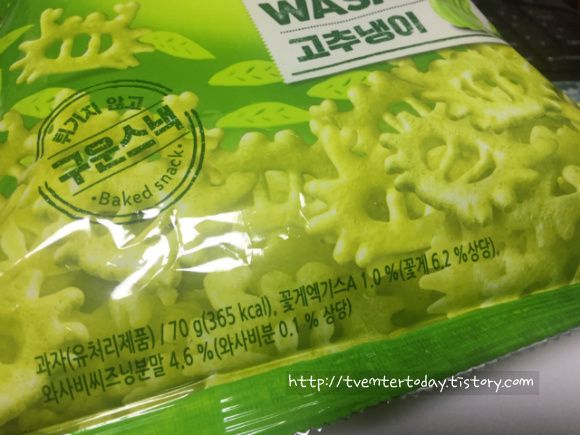 WASA
고추냉이
튀기지 않고
구운스낵
Baked snack
과자(유처리제품) / 70 g(365 kcal), 꽃게엑기스A 1.0 %(꽃게 6.2 %상당),
와사비씨즈닝분말 4.6 %(와사비분 0.1 % 상당)
http://tventertoday.tistory.com